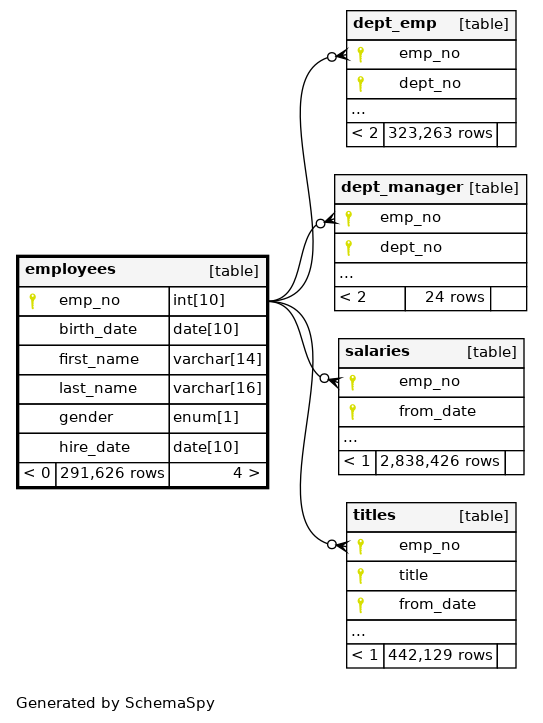 dept_emp [table]
emp_no
dept_no
...
< 2 323,263 rows
dept_manager [table]
emp_no
dept_no
...
< 2 24 rows
employees [table]
emp_no int[10]
birth_date date[10]
first_name varchar[14]
last_name varchar[16]
gender enum[1]
hire_date date[10]
< 0 291,626 rows 4 >
salaries [table]
emp_no
from_date
...
< 1 2,838,426 rows
titles [table]
emp_no
title
from_date
...
< 1 442,129 rows
Generated by SchemaSpy